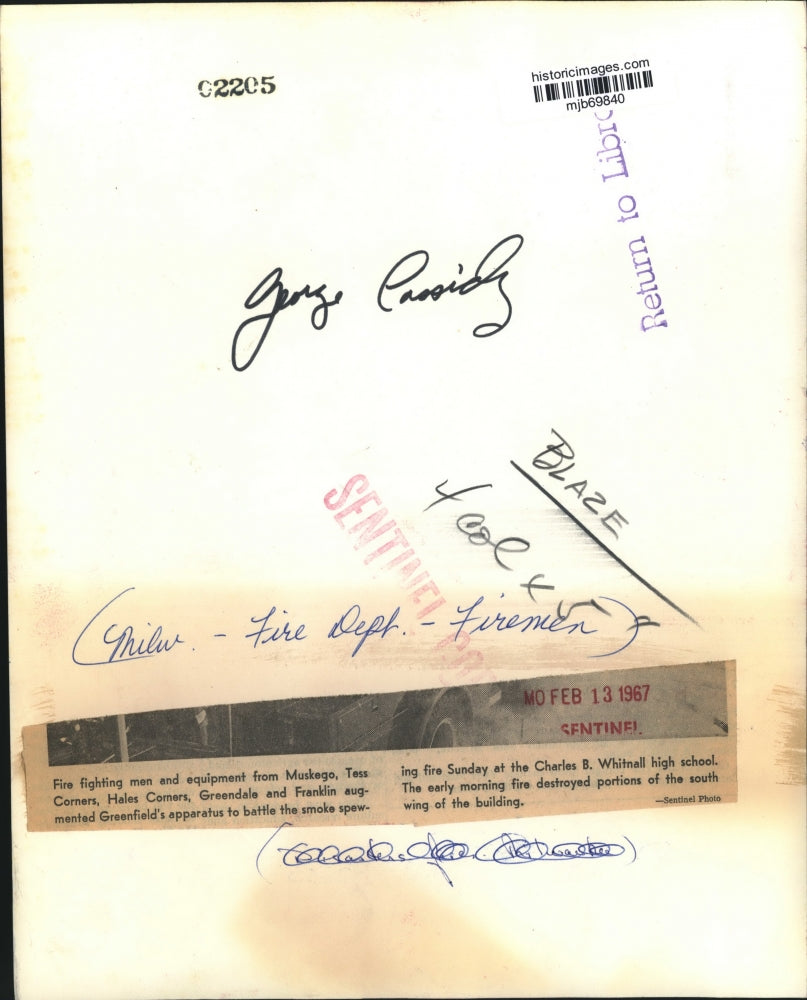 02205
historicimages.com
mjb69840
Return to Libra
George Cassidy
BLAZE
4 col x 5
SENTINEL
(Milw. - Fire Dept. - Firemen)
MO FEB 13 1967
SENTINEL
Fire fighting men and equipment from Muskego, Tess
Corners, Hales Corners, Greendale and Franklin aug-
mented Greenfield's apparatus to battle the smoke spew-
ing fire Sunday at the Charles B. Whitnall high school.
The early morning fire destroyed portions of the south
wing of the building.
—Sentinel Photo